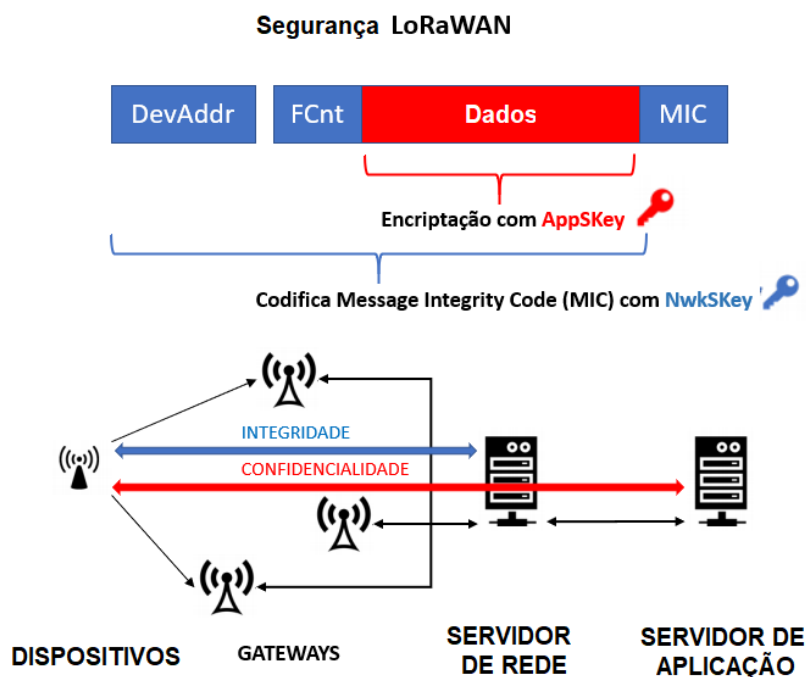 Segurança LoRaWAN
DevAddr FCnt Dados MIC
Encriptação com AppSKey
Codifica Message Integrity Code (MIC) com NwkSKey
INTEGRIDADE
CONFIDENCIALIDADE
DISPOSITIVOS
GATEWAYS
SERVIDOR
DE REDE
SERVIDOR DE
APLICAÇÃO